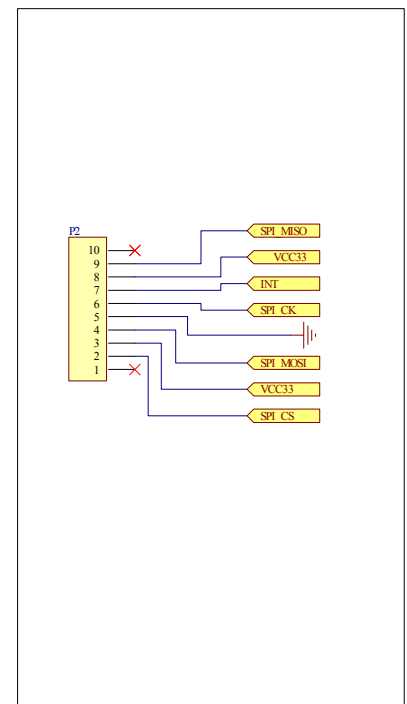 P2
10
9
8
7
6
5
4
3
2
1
SPI_MISO
VCC33
INT
SPI_CK
SPI_MOSI
VCC33
SPI_CS